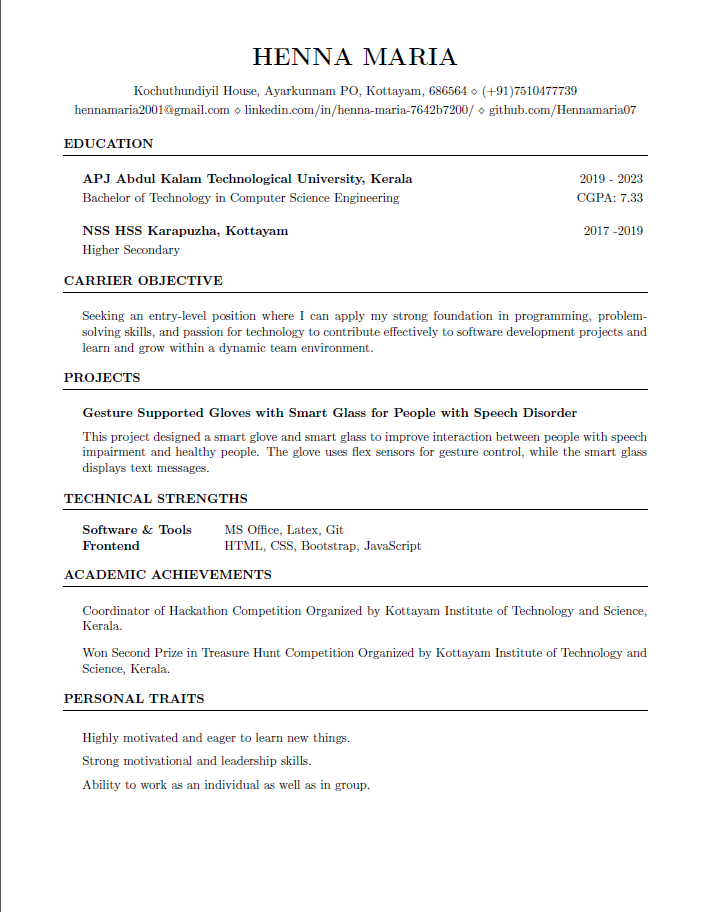 HENNA MARIA
Kochuthundiyil House, Ayarkunnam PO, Kottayam, 686564 ⋄ (+91)7510477739
hennamaria2001@gmail.com ⋄ linkedin.com/in/henna-maria-7642b7200/ ⋄ github.com/Hennamaria07
EDUCATION
APJ Abdul Kalam Technological University, Kerala 2019 - 2023
Bachelor of Technology in Computer Science Engineering CGPA: 7.33
NSS HSS Karapuzha, Kottayam 2017 -2019
Higher Secondary
CARRIER OBJECTIVE
Seeking an entry-level position where I can apply my strong foundation in programming, problem-
solving skills, and passion for technology to contribute effectively to software development projects and
learn and grow within a dynamic team environment.
PROJECTS
Gesture Supported Gloves with Smart Glass for People with Speech Disorder
This project designed a smart glove and smart glass to improve interaction between people with speech
impairment and healthy people. The glove uses flex sensors for gesture control, while the smart glass
displays text messages.
TECHNICAL STRENGTHS
Software & Tools MS Office, Latex, Git
Frontend HTML, CSS, Bootstrap, JavaScript
ACADEMIC ACHIEVEMENTS
Coordinator of Hackathon Competition Organized by Kottayam Institute of Technology and Science,
Kerala.
Won Second Prize in Treasure Hunt Competition Organized by Kottayam Institute of Technology and
Science, Kerala.
PERSONAL TRAITS
Highly motivated and eager to learn new things.
Strong motivational and leadership skills.
Ability to work as an individual as well as in group.